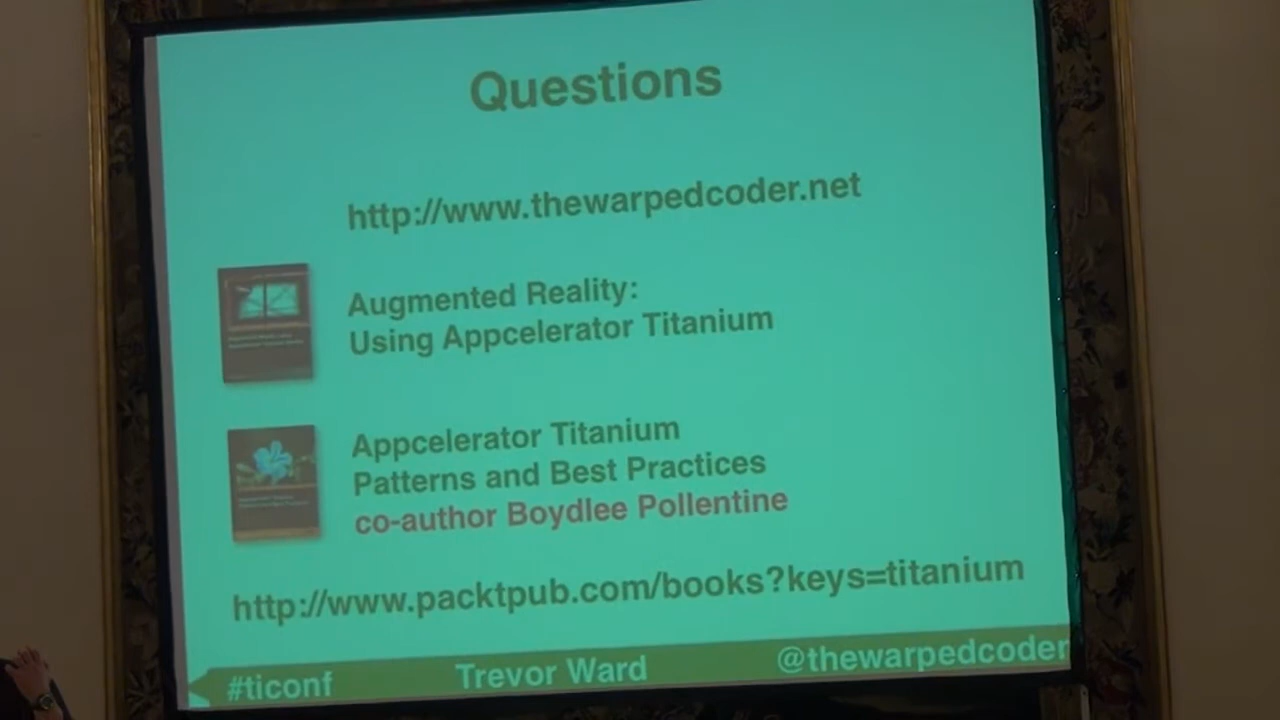 Questions
http://www.thewarpedcoder.net
Augmented Reality:
Using Appcelerator Titanium
Appcelerator Titanium
Patterns and Best Practices
co-author Boydlee Pollentine
http://www.packtpub.com/books?keys=titanium
#ticonf
Trevor Ward
@thewarpedcoder